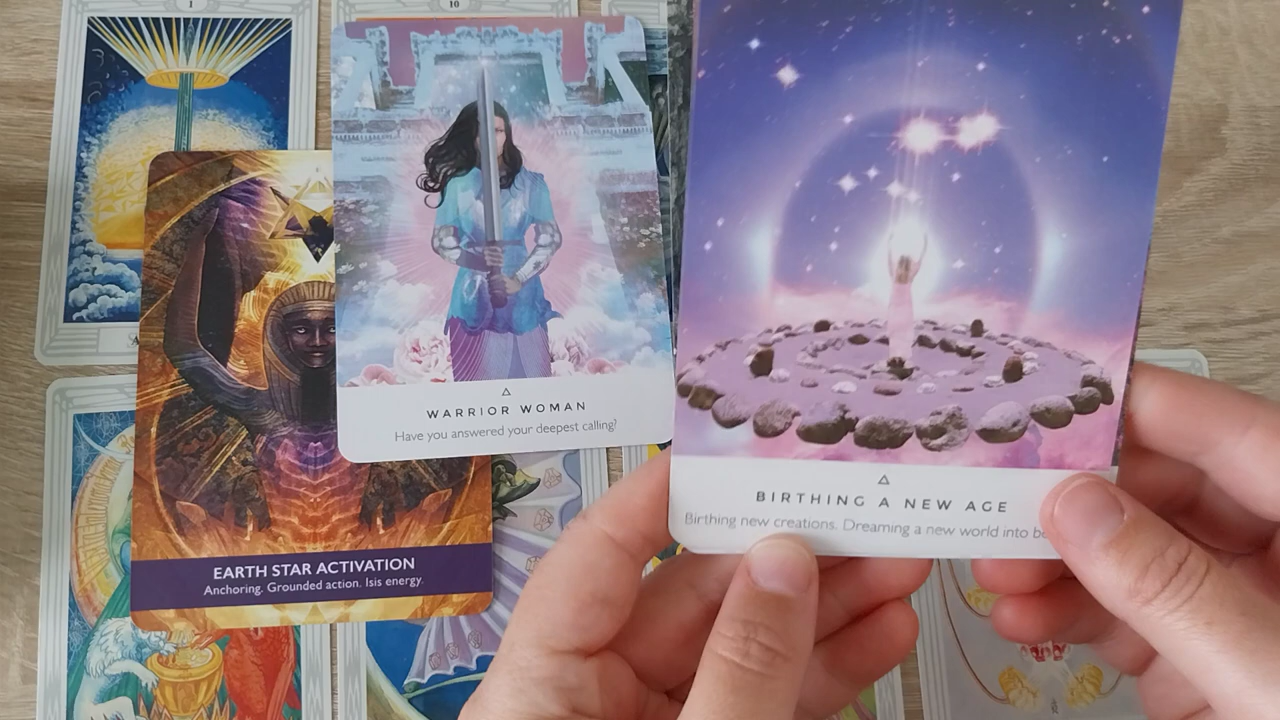 1
10
WARRIOR WOMAN
Have you answered your deepest calling?
BIRTHING A NEW AGE
Birthing new creations. Dreaming a new world into
EARTH STAR ACTIVATION
Anchoring. Grounded action. Isis energy.